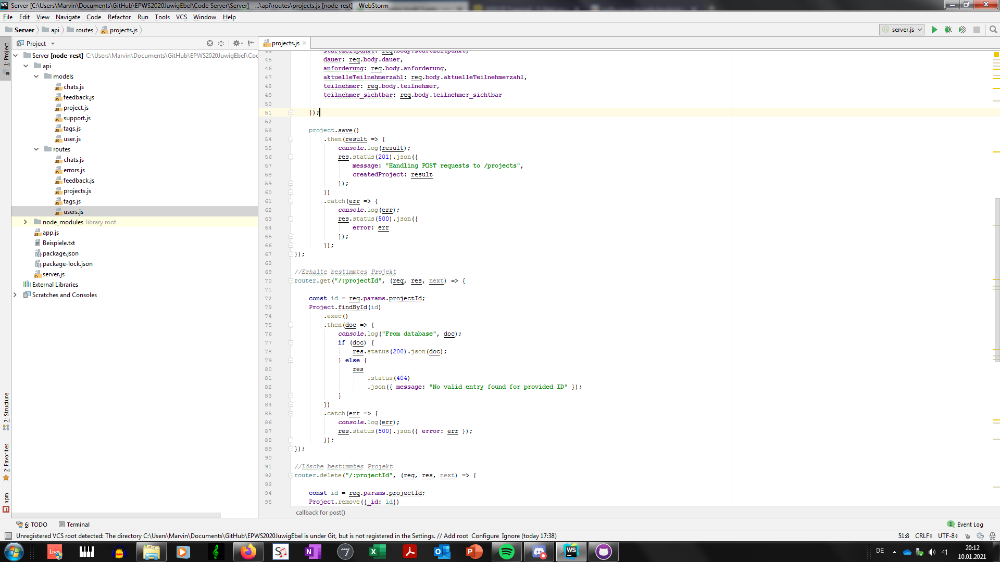 Server [C:\Users\Marvin\Documents\GitHub\EPWS2020JuwigEbel\Code Server\Server] - ...\api\routes\projects.js [node-rest] - WebStorm
File Edit View Navigate Code Refactor Run Tools VCS Window Help
Server api routes projects.js
server.js
Project
projects.js
1: Project
Server [node-rest] C:\Users\Marvin\Documents\GitHub\EPWS2020JuwigEbel\Coc
api
models
chats.js
feedback.js
project.js
support.js
tags.js
user.js
routes
chats.js
errors.js
feedback.js
projects.js
tags.js
users.js
node_modules library root
app.js
Beispiele.txt
package.json
package-lock.json
server.js
External Libraries
Scratches and Consoles
7: Structure
2: Favorites
npm
44 startzeitpunkt: req.body.startzeitpunkt,
45 dauer: req.body.dauer,
46 anforderung: req.body.anforderung,
47 aktuelleTeilnehmerzahl: req.body.aktuelleTeilnehmerzahl,
48 teilnehmer: req.body.teilnehmer,
49 teilnehmer_sichtbar: req.body.teilnehmer_sichtbar
50
51 });
52
53 project.save()
54 .then(result => {
55 console.log(result);
56 res.status(201).json({
57 message: "Handling POST requests to /projects",
58 createdProject: result
59 });
60 })
61 .catch(err => {
62 console.log(err);
63 res.status(500).json({
64 error: err
65 });
66 });
67 });
68
69 //Erhalte bestimmtes Projekt
70 router.get("/:projectId", (req, res, next) => {
71
72 const id = req.params.projectId;
73 Project.findById(id)
74 .exec()
75 .then(doc => {
76 console.log("From database", doc);
77 if (doc) {
78 res.status(200).json(doc);
79 } else {
80 res
81 .status(404)
82 .json({ message: "No valid entry found for provided ID" });
83 }
84 })
85 .catch(err => {
86 console.log(err);
87 res.status(500).json({ error: err });
88 });
89 });
90
91 //Lösche bestimmtes Projekt
92 router.delete("/:projectId", (req, res, next) => {
93
94 const id = req.params.projectId;
95 Project.remove({_id: id})
callback for post()
6: TODO Terminal
1 Event Log
Unregistered VCS root detected: The directory C:\Users\Marvin\Documents\GitHub\EPWS2020JuwigEbel is under Git, but is not registered in the Settings. // Add root Configure Ignore (today 17:38)
51:8 CRLF UTF-8
Live
WS
DE
41
20:12
10.01.2021